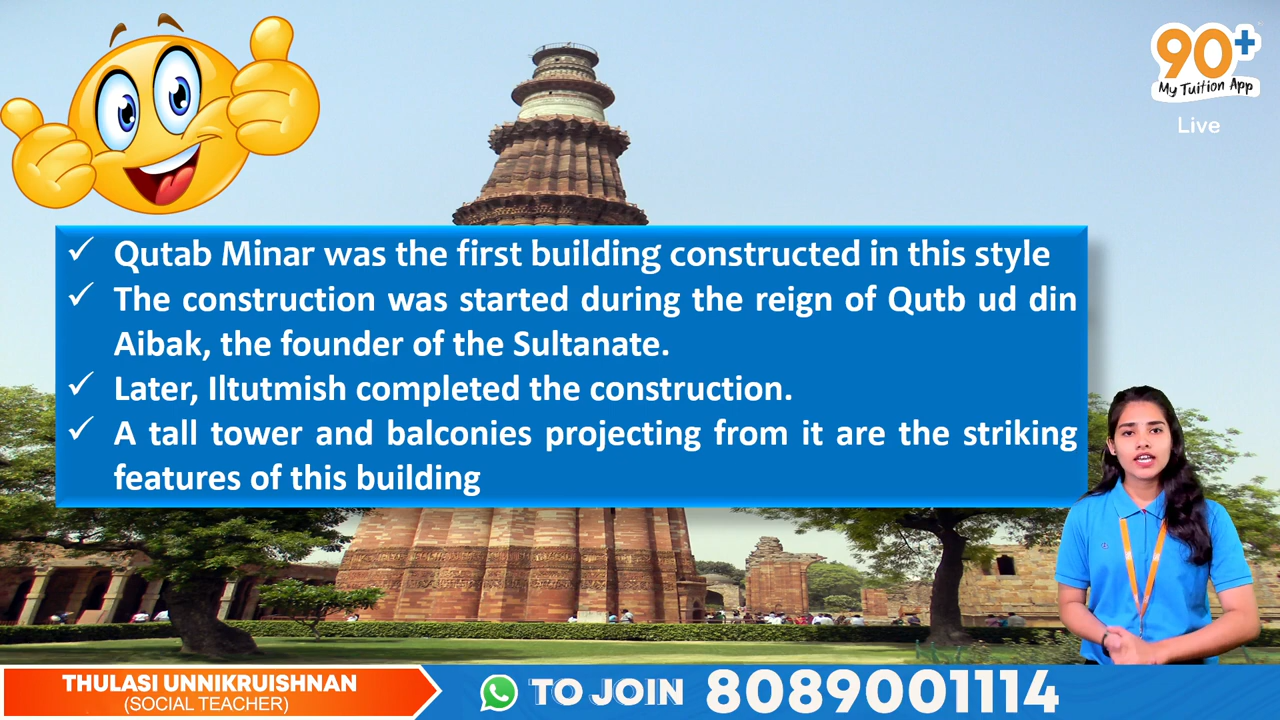 90+
My Tuition App
Live
✓ Qutab Minar was the first building constructed in this style
✓ The construction was started during the reign of Qutb ud din
Aibak, the founder of the Sultanate.
✓ Later, Iltutmish completed the construction.
✓ A tall tower and balconies projecting from it are the striking
features of this building
THULASI UNNIKRUISHNAN
(SOCIAL TEACHER)
TO JOIN 8089001114